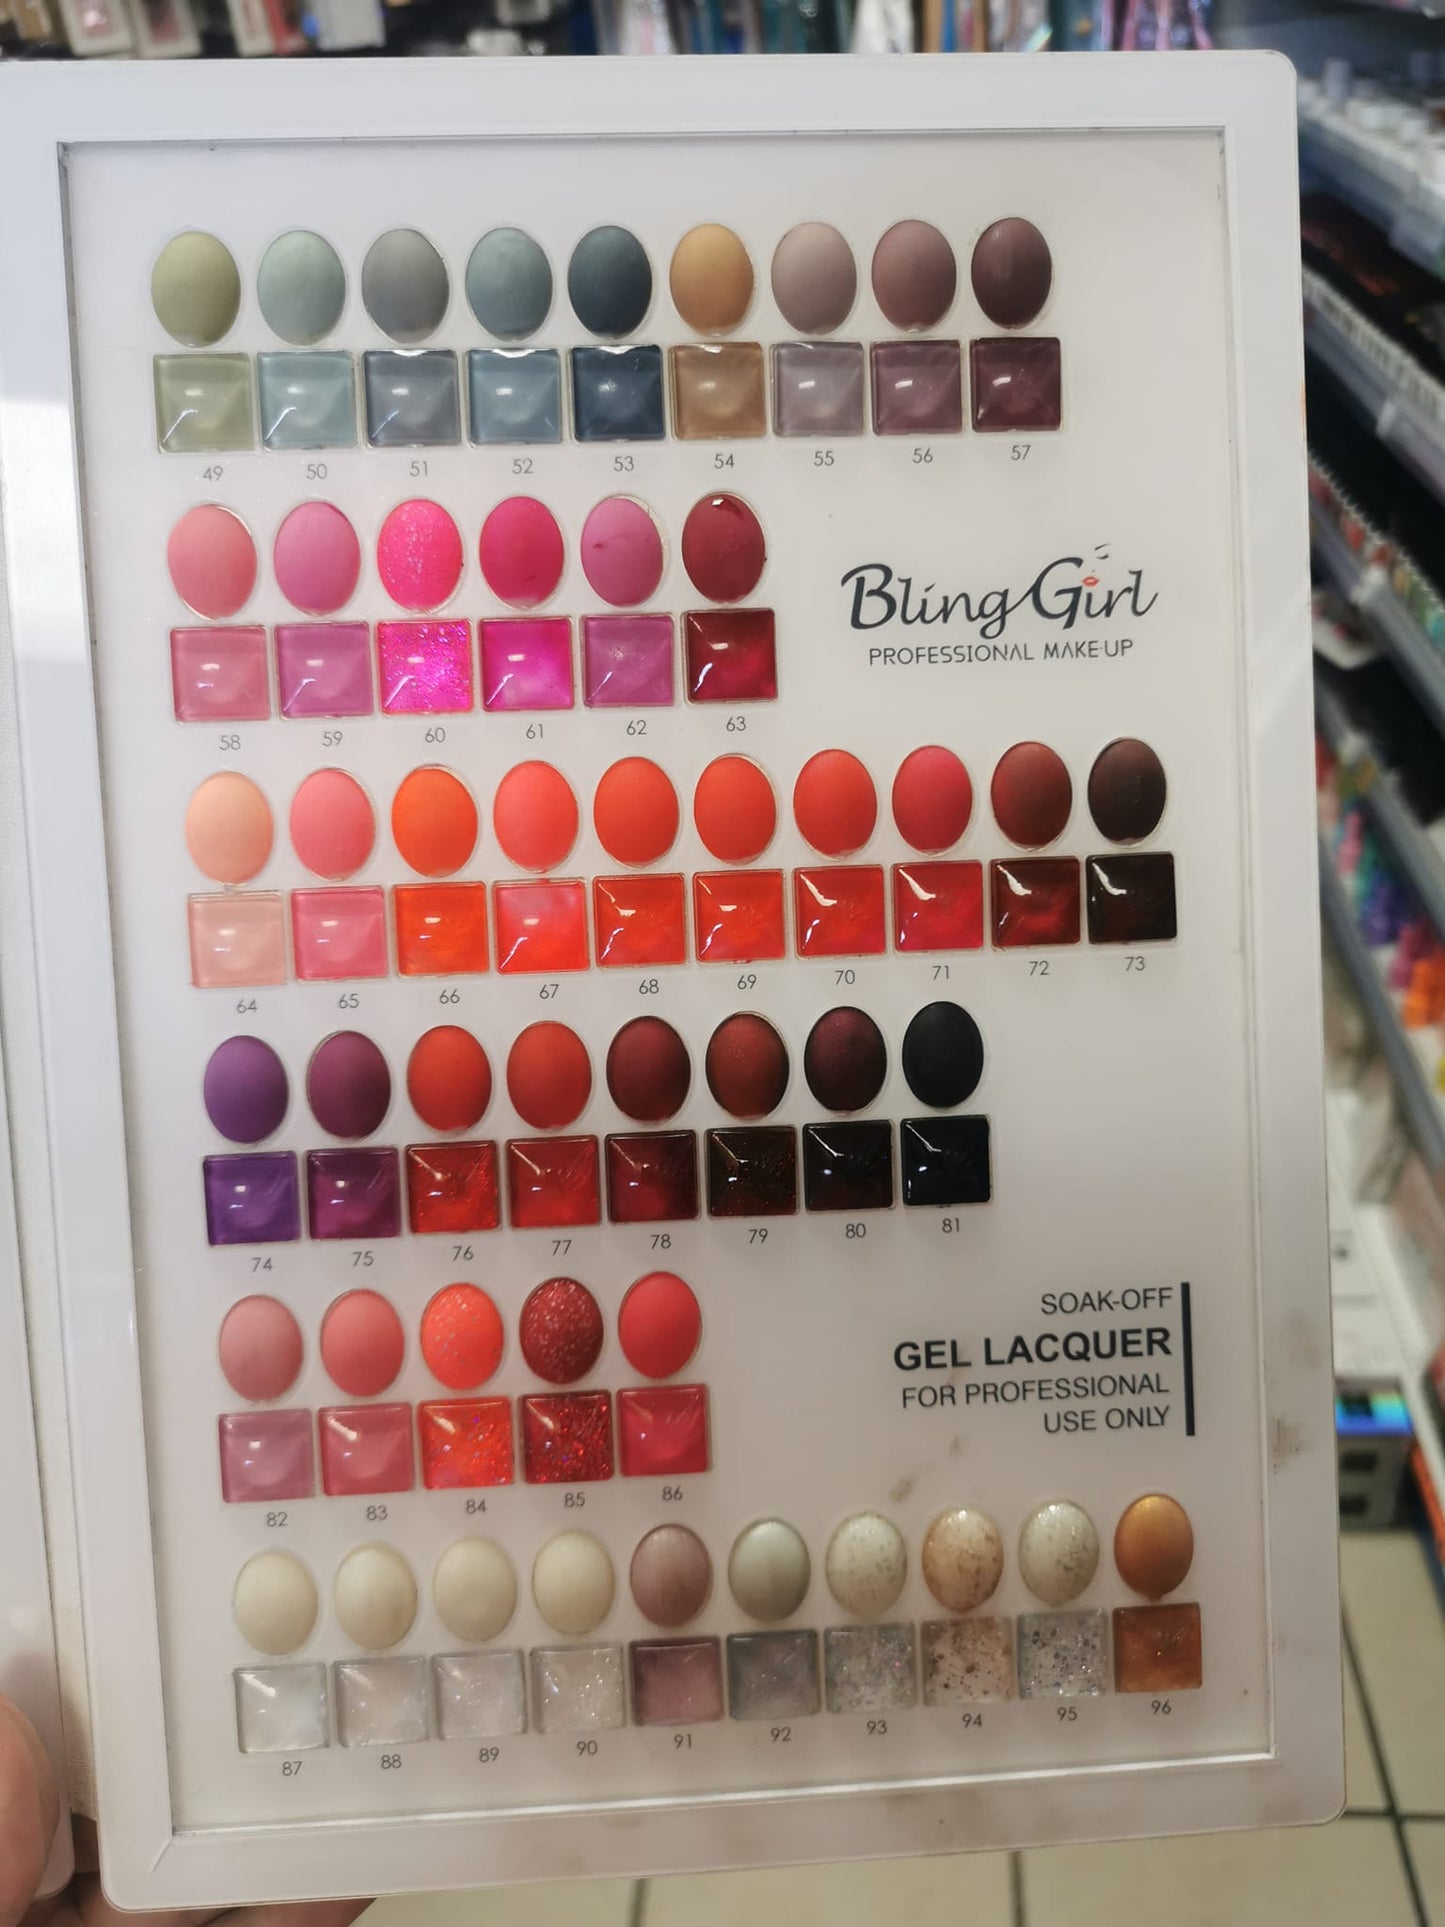 49 50 51 52 53 54 55 56 57
BlingGirl
PROFESSIONAL MAKE-UP
58 59 60 61 62 63
64 65 66 67 68 69 70 71 72 73
74 75 76 77 78 79 80 81
SOAK-OFF
GEL LACQUER
FOR PROFESSIONAL
USE ONLY
82 83 84 85 86
87 88 89 90 91 92 93 94 95 96